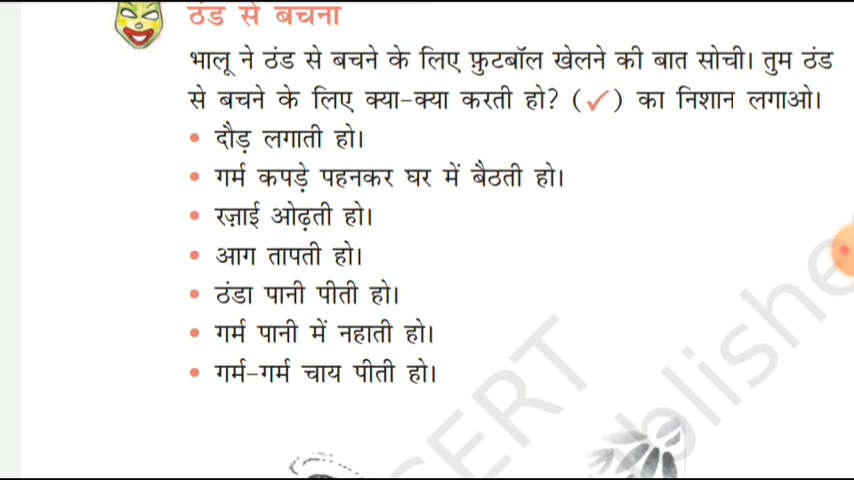 ठंड से बचना
भालू ने ठंड से बचने के लिए फ़ुटबॉल खेलने की बात सोची। तुम ठंड
से बचने के लिए क्या-क्या करती हो? (✓) का निशान लगाओ।
• दौड़ लगाती हो।
• गर्म कपड़े पहनकर घर में बैठती हो।
• रज़ाई ओढ़ती हो।
• आग तापती हो।
• ठंडा पानी पीती हो।
• गर्म पानी में नहाती हो।
• गर्म-गर्म चाय पीती हो।